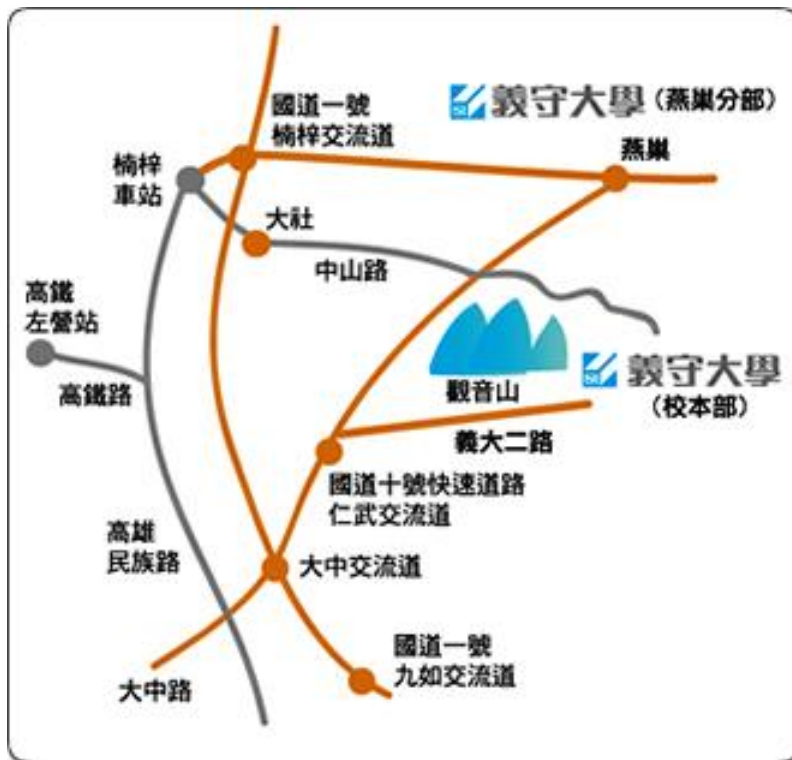 國道一號
楠梓交流道
義守大學(燕巢分部)
燕巢
楠梓
車站
大社
中山路
高鐵
左營站
高鐵路
觀音山
義守大學
(校本部)
義大二路
國道十號快速道路
仁武交流道
高雄
民族路
大中交流道
國道一號
九如交流道
大中路